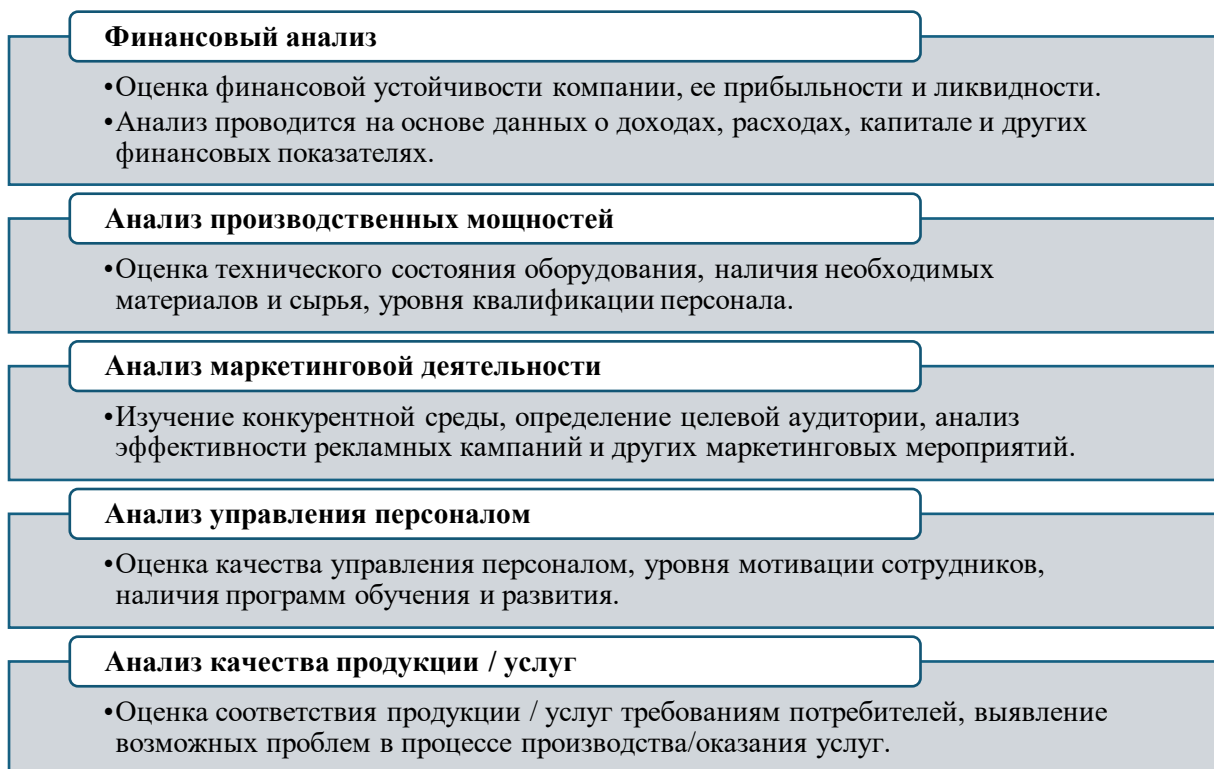 Финансовый анализ
•Оценка финансовой устойчивости компании, ее прибыльности и ликвидности.
•Анализ проводится на основе данных о доходах, расходах, капитале и других
финансовых показателях.
Анализ производственных мощностей
•Оценка технического состояния оборудования, наличия необходимых
материалов и сырья, уровня квалификации персонала.
Анализ маркетинговой деятельности
•Изучение конкурентной среды, определение целевой аудитории, анализ
эффективности рекламных кампаний и других маркетинговых мероприятий.
Анализ управления персоналом
•Оценка качества управления персоналом, уровня мотивации сотрудников,
наличия программ обучения и развития.
Анализ качества продукции / услуг
•Оценка соответствия продукции / услуг требованиям потребителей, выявление
возможных проблем в процессе производства/оказания услуг.